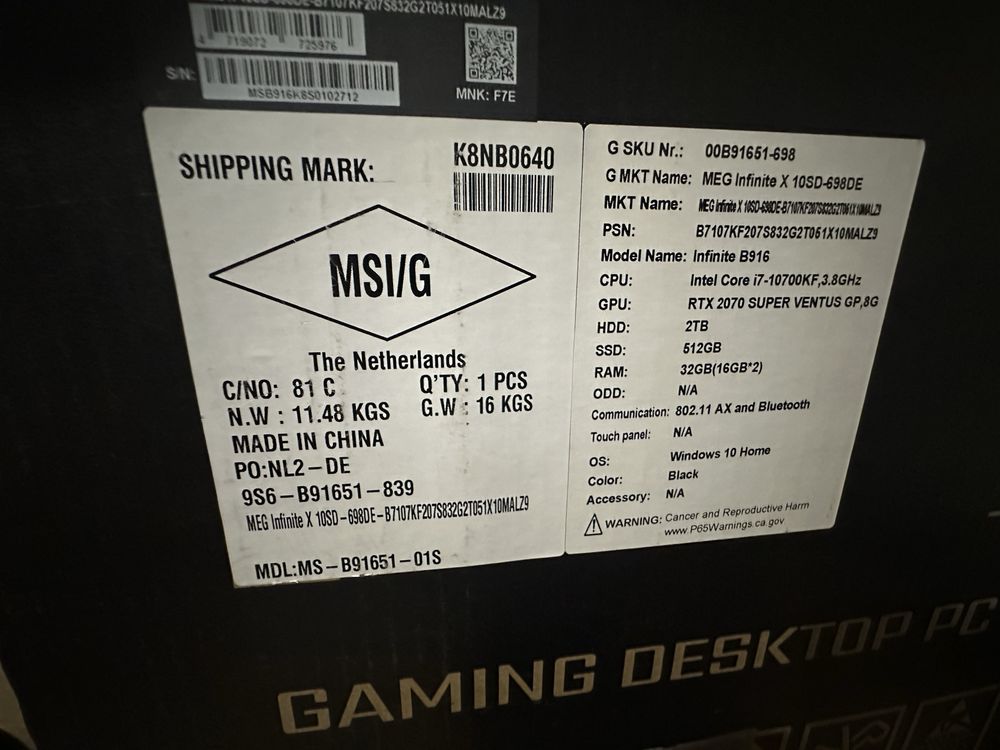 4 719072 725976
S/N:
MSB916K8S0102712
MNK: F7E
SHIPPING MARK:
K8NB0640
MSI/G
The Netherlands
C/NO: 81 C
Q'TY: 1 PCS
N.W : 11.48 KGS
G.W : 16 KGS
MADE IN CHINA
PO:NL2-DE
9S6-B91651-839
MEG Infinite X 10SD-698DE-B7107KF207S832G2T051X10MALZ9
MDL:MS-B91651-01S
G SKU Nr.: 00B91651-698
G MKT Name: MEG Infinite X 10SD-698DE
MKT Name: MEG Infinite X 10SD-698DE-B7107KF207S832G2T051X10MALZ9
PSN: B7107KF207S832G2T051X10MALZ9
Model Name: Infinite B916
CPU: Intel Core i7-10700KF,3.8GHz
GPU: RTX 2070 SUPER VENTUS GP,8G
HDD: 2TB
SSD: 512GB
RAM: 32GB(16GB*2)
ODD: N/A
Communication: 802.11 AX and Bluetooth
Touch panel: N/A
OS: Windows 10 Home
Color: Black
Accessory: N/A
WARNING: Cancer and Reproductive Harm
www.P65Warnings.ca.gov
GAMING DESKTOP PC